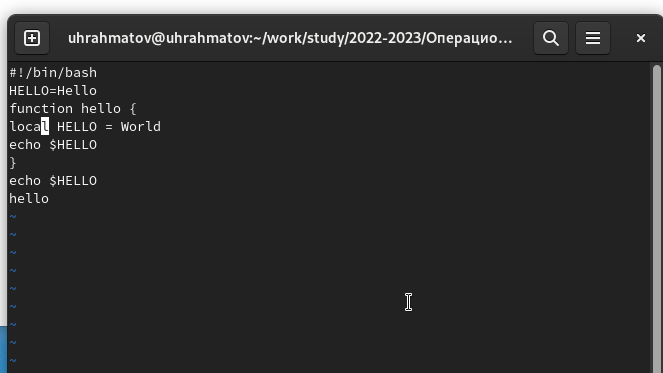 uhrahmatov@uhrahmatov:~/work/study/2022-2023/Операцио...
#!/bin/bash
HELLO=Hello
function hello {
local HELLO = World
echo $HELLO
}
echo $HELLO
hello
~
~
~
~
~
~
~
~
~